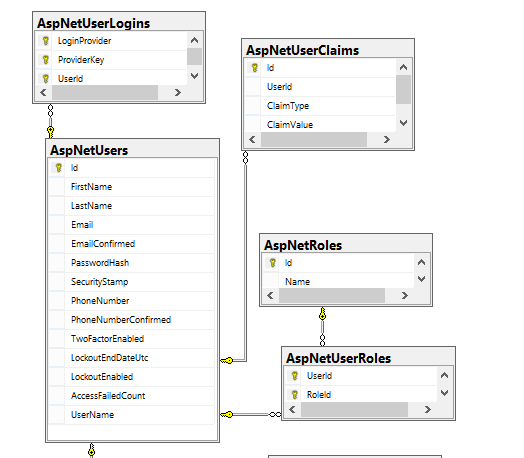 AspNetUserLogins
LoginProvider
ProviderKey
UserId
AspNetUserClaims
Id
UserId
ClaimType
ClaimValue
AspNetUsers
Id
FirstName
LastName
Email
EmailConfirmed
PasswordHash
SecurityStamp
PhoneNumber
PhoneNumberConfirmed
TwoFactorEnabled
LockoutEndDateUtc
LockoutEnabled
AccessFailedCount
UserName
AspNetRoles
Id
Name
AspNetUserRoles
UserId
RoleId